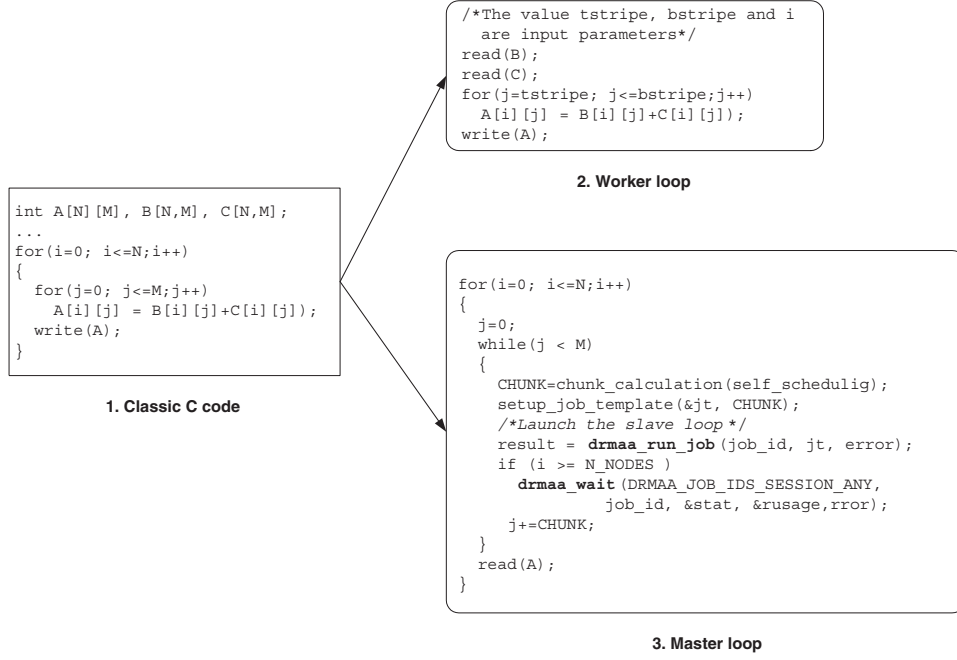 /*The value tstripe, bstripe and i
are input parameters*/
read(B);
read(C);
for(j=tstripe; j<=bstripe;j++)
A[i][j] = B[i][j]+C[i][j]);
write(A);
2. Worker loop
int A[N][M], B[N,M], C[N,M];
...
for(i=0; i<=N;i++)
{
for(j=0; j<=M;j++)
A[i][j] = B[i][j]+C[i][j]);
write(A);
}
1. Classic C code
for(i=0; i<=N;i++)
{
j=0;
while(j < M)
{
CHUNK=chunk_calculation(self_schedulig);
setup_job_template(&jt, CHUNK);
/*Launch the slave loop */
result = drmaa_run_job(job_id, jt, error);
if (i >= N_NODES )
drmaa_wait(DRMAA_JOB_IDS_SESSION_ANY,
job_id, &stat, &rusage,rror);
j+=CHUNK;
}
read(A);
}
3. Master loop